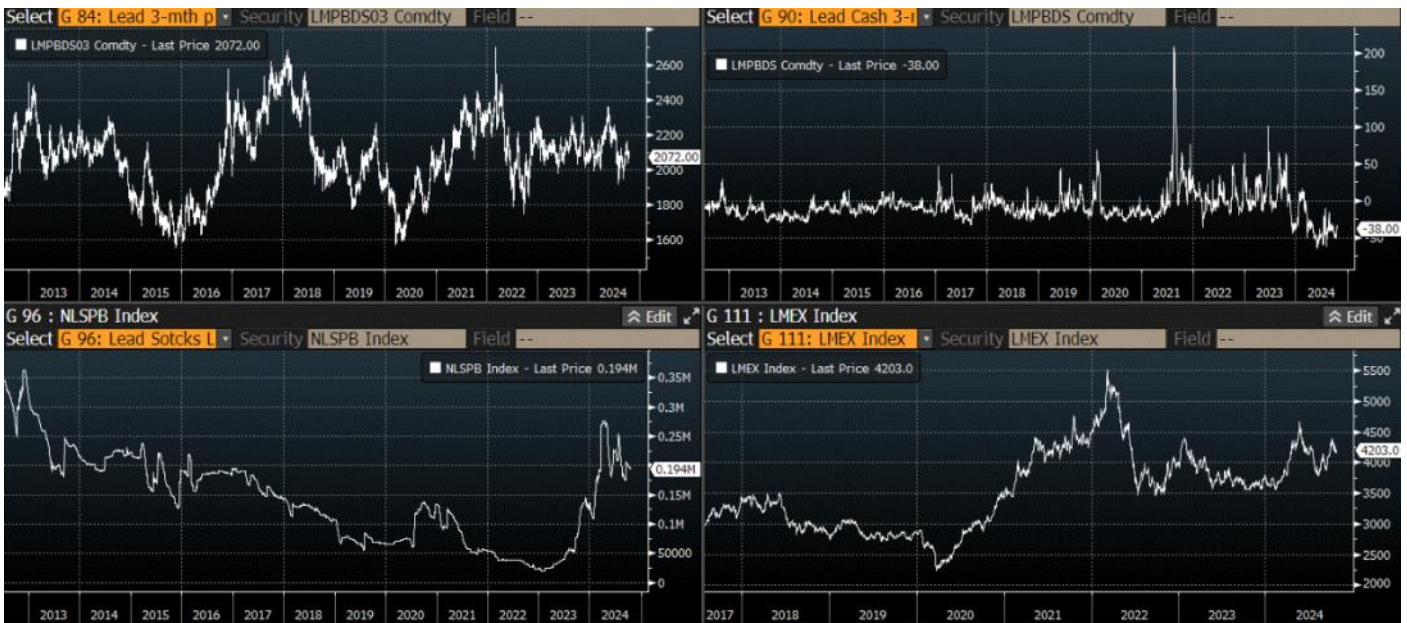 Select G 84: Lead 3-mth p Security LMPBDS03 Comdty Field --
LMPBDS03 Comdty - Last Price 2072.00
2600
2400
2200
2072.00
2000
1800
1600
2013 2014 2015 2016 2017 2018 2019 2020 2021 2022 2023 2024
Select G 90: Lead Cash 3- Security LMPBDS Comdty Field --
LMPBDS Comdty - Last Price -38.00
200
150
100
50
0
-38.00
2013 2014 2015 2016 2017 2018 2019 2020 2021 2022 2023 2024
G 96 : NLSPB Index Edit
Select G 96: Lead Sotcks L Security NLSPB Index Field --
NLSPB Index - Last Price 0.194M
0.35M
0.3M
0.25M
0.194M
0.15M
0.1M
50000
0
2013 2014 2015 2016 2017 2018 2019 2020 2021 2022 2023 2024
G 111 : LMEX Index Edit
Select G 111: LMEX Index Security LMEX Index Field --
LMEX Index - Last Price 4203.0
5500
5000
4500
4203.0
4000
3500
3000
2500
2000
2017 2018 2019 2020 2021 2022 2023 2024